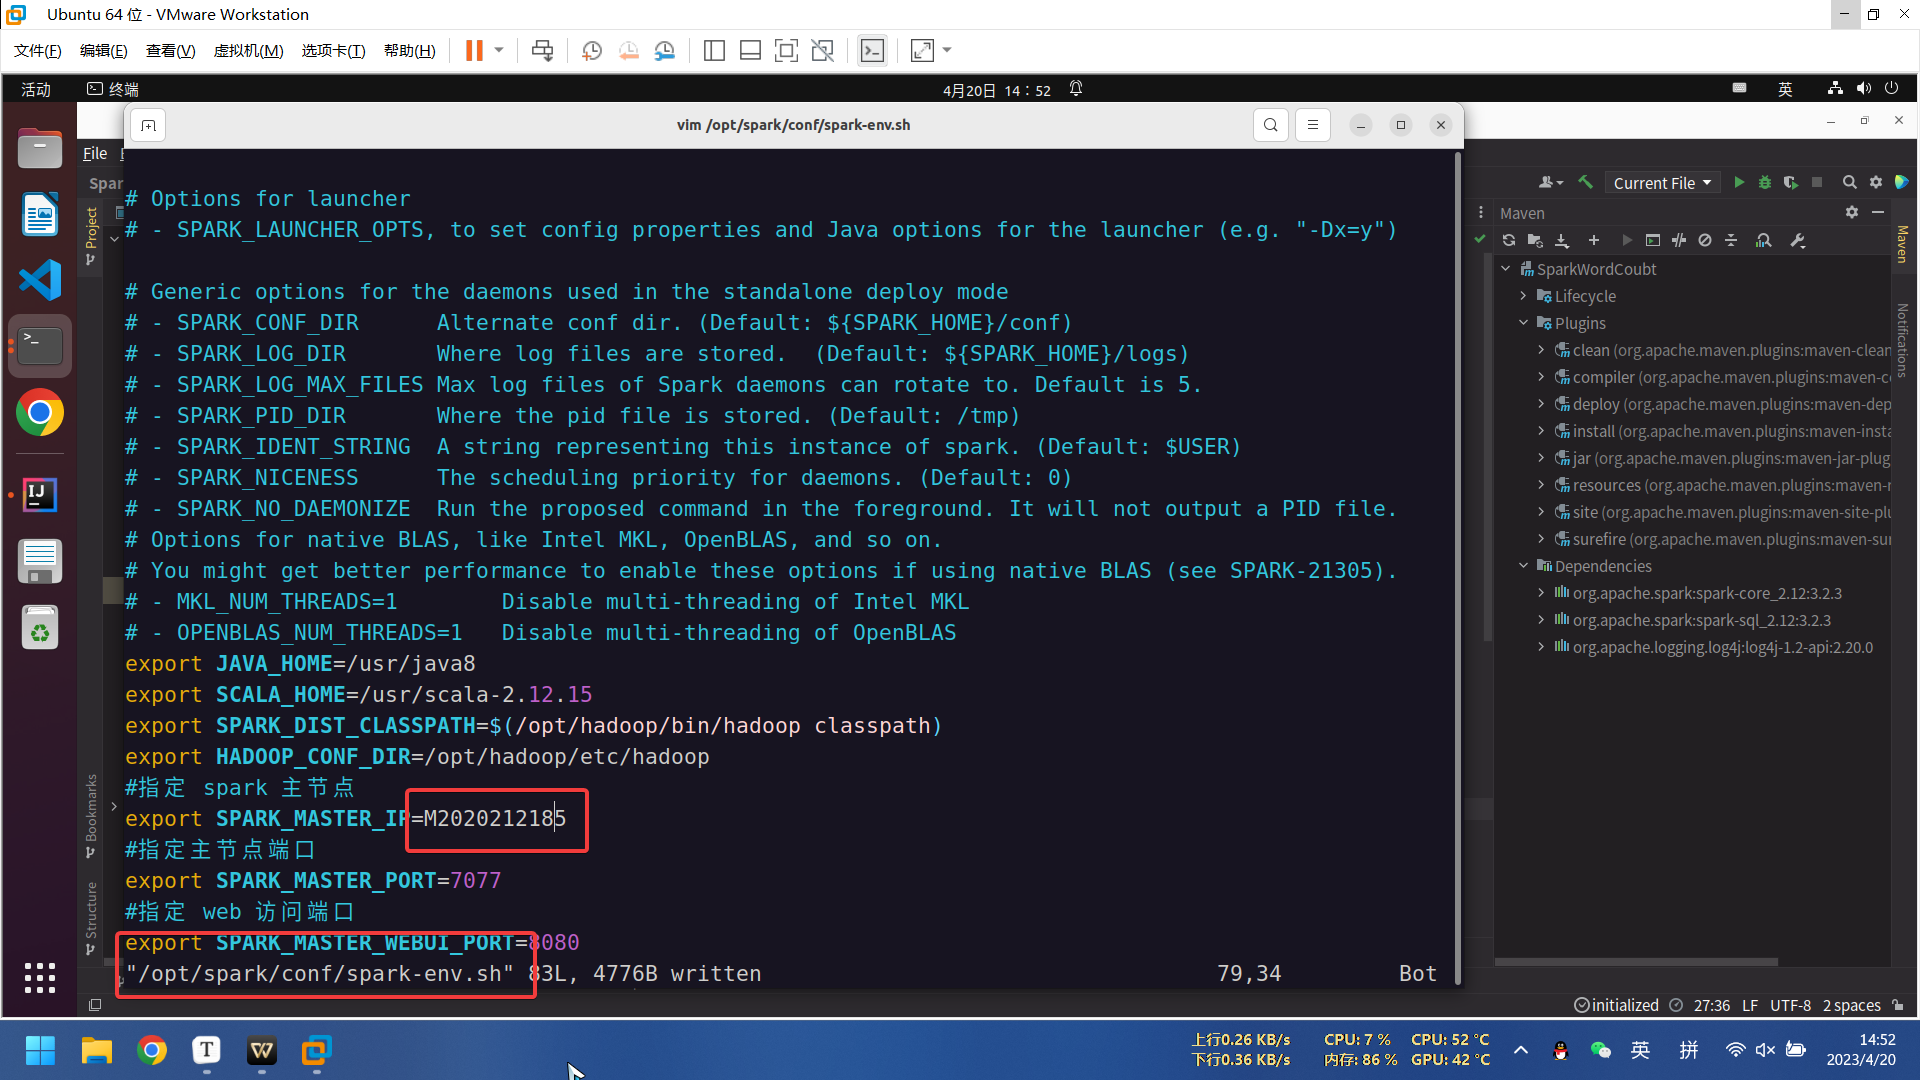 Ubuntu 64 位 - VMware Workstation
文件(F) 编辑(E) 查看(V) 虚拟机(M) 选项卡(T) 帮助(H)
活动 终端 4月20日 14：52 英
vim /opt/spark/conf/spark-env.sh
File
Spar
Current File
Project
Bookmarks
Structure
# Options for launcher
# - SPARK_LAUNCHER_OPTS, to set config properties and Java options for the launcher (e.g. "-Dx=y")
# Generic options for the daemons used in the standalone deploy mode
# - SPARK_CONF_DIR      Alternate conf dir. (Default: ${SPARK_HOME}/conf)
# - SPARK_LOG_DIR       Where log files are stored.  (Default: ${SPARK_HOME}/logs)
# - SPARK_LOG_MAX_FILES Max log files of Spark daemons can rotate to. Default is 5.
# - SPARK_PID_DIR       Where the pid file is stored. (Default: /tmp)
# - SPARK_IDENT_STRING  A string representing this instance of spark. (Default: $USER)
# - SPARK_NICENESS      The scheduling priority for daemons. (Default: 0)
# - SPARK_NO_DAEMONIZE  Run the proposed command in the foreground. It will not output a PID file.
# Options for native BLAS, like Intel MKL, OpenBLAS, and so on.
# You might get better performance to enable these options if using native BLAS (see SPARK-21305).
# - MKL_NUM_THREADS=1        Disable multi-threading of Intel MKL
# - OPENBLAS_NUM_THREADS=1   Disable multi-threading of OpenBLAS
export JAVA_HOME=/usr/java8
export SCALA_HOME=/usr/scala-2.12.15
export SPARK_DIST_CLASSPATH=$(/opt/hadoop/bin/hadoop classpath)
export HADOOP_CONF_DIR=/opt/hadoop/etc/hadoop
#指定 spark 主节点
export SPARK_MASTER_IP=M2020212185
#指定主节点端口
export SPARK_MASTER_PORT=7077
#指定 web 访问端口
export SPARK_MASTER_WEBUI_PORT=8080
"/opt/spark/conf/spark-env.sh" 83L, 4776B written 79,34 Bot
Maven
SparkWordCoubt
Lifecycle
Plugins
clean (org.apache.maven.plugins:maven-clean
compiler (org.apache.maven.plugins:maven-co
deploy (org.apache.maven.plugins:maven-dep
install (org.apache.maven.plugins:maven-insta
jar (org.apache.maven.plugins:maven-jar-plug
resources (org.apache.maven.plugins:maven-r
site (org.apache.maven.plugins:maven-site-plu
surefire (org.apache.maven.plugins:maven-sur
Dependencies
org.apache.spark:spark-core_2.12:3.2.3
org.apache.spark:spark-sql_2.12:3.2.3
org.apache.logging.log4j:log4j-1.2-api:2.20.0
Maven
Notifications
initialized 27:36 LF UTF-8 2 spaces
上行0.26 KB/s CPU: 7 % CPU: 52 °C
下行0.36 KB/s 内存: 86 % GPU: 42 °C
英 拼
14:52
2023/4/20